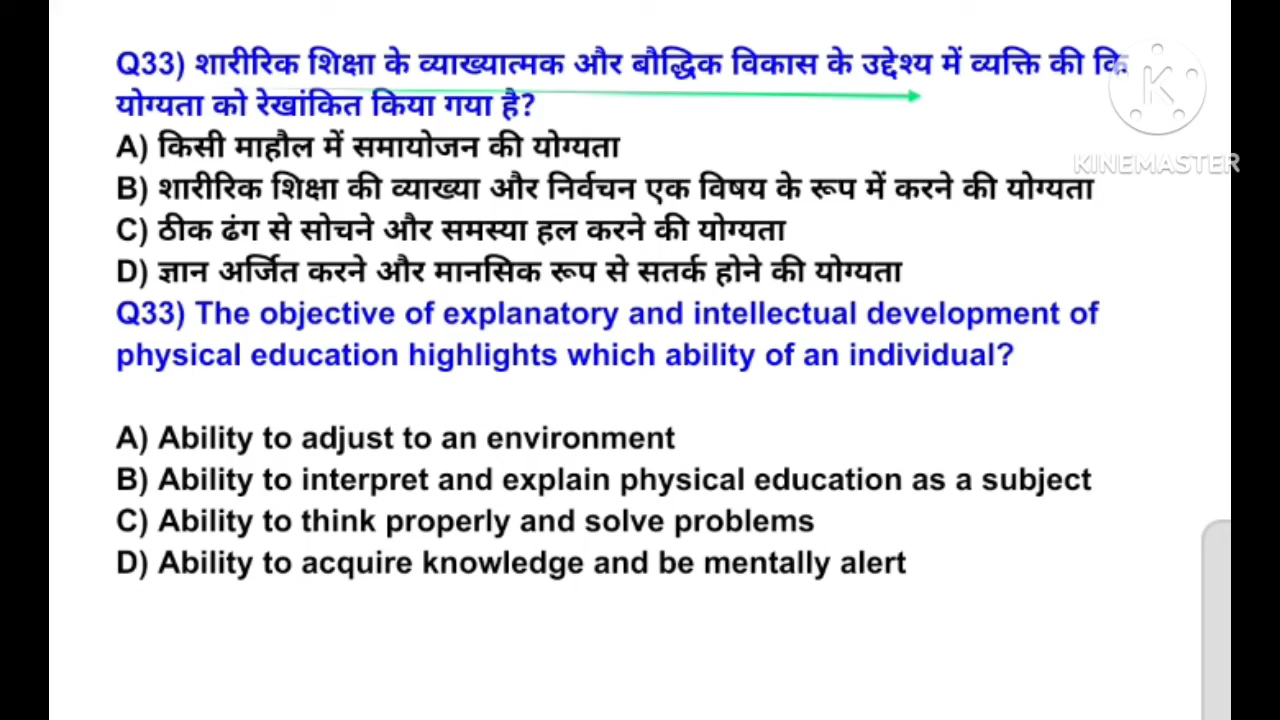 Q33) शारीरिक शिक्षा के व्याख्यात्मक और बौद्धिक विकास के उद्देश्य में व्यक्ति की कि
योग्यता को रेखांकित किया गया है?
A) किसी माहौल में समायोजन की योग्यता
B) शारीरिक शिक्षा की व्याख्या और निर्वचन एक विषय के रूप में करने की योग्यता
C) ठीक ढंग से सोचने और समस्या हल करने की योग्यता
D) ज्ञान अर्जित करने और मानसिक रूप से सतर्क होने की योग्यता
Q33) The objective of explanatory and intellectual development of
physical education highlights which ability of an individual?
A) Ability to adjust to an environment
B) Ability to interpret and explain physical education as a subject
C) Ability to think properly and solve problems
D) Ability to acquire knowledge and be mentally alert
K
KINEMASTER